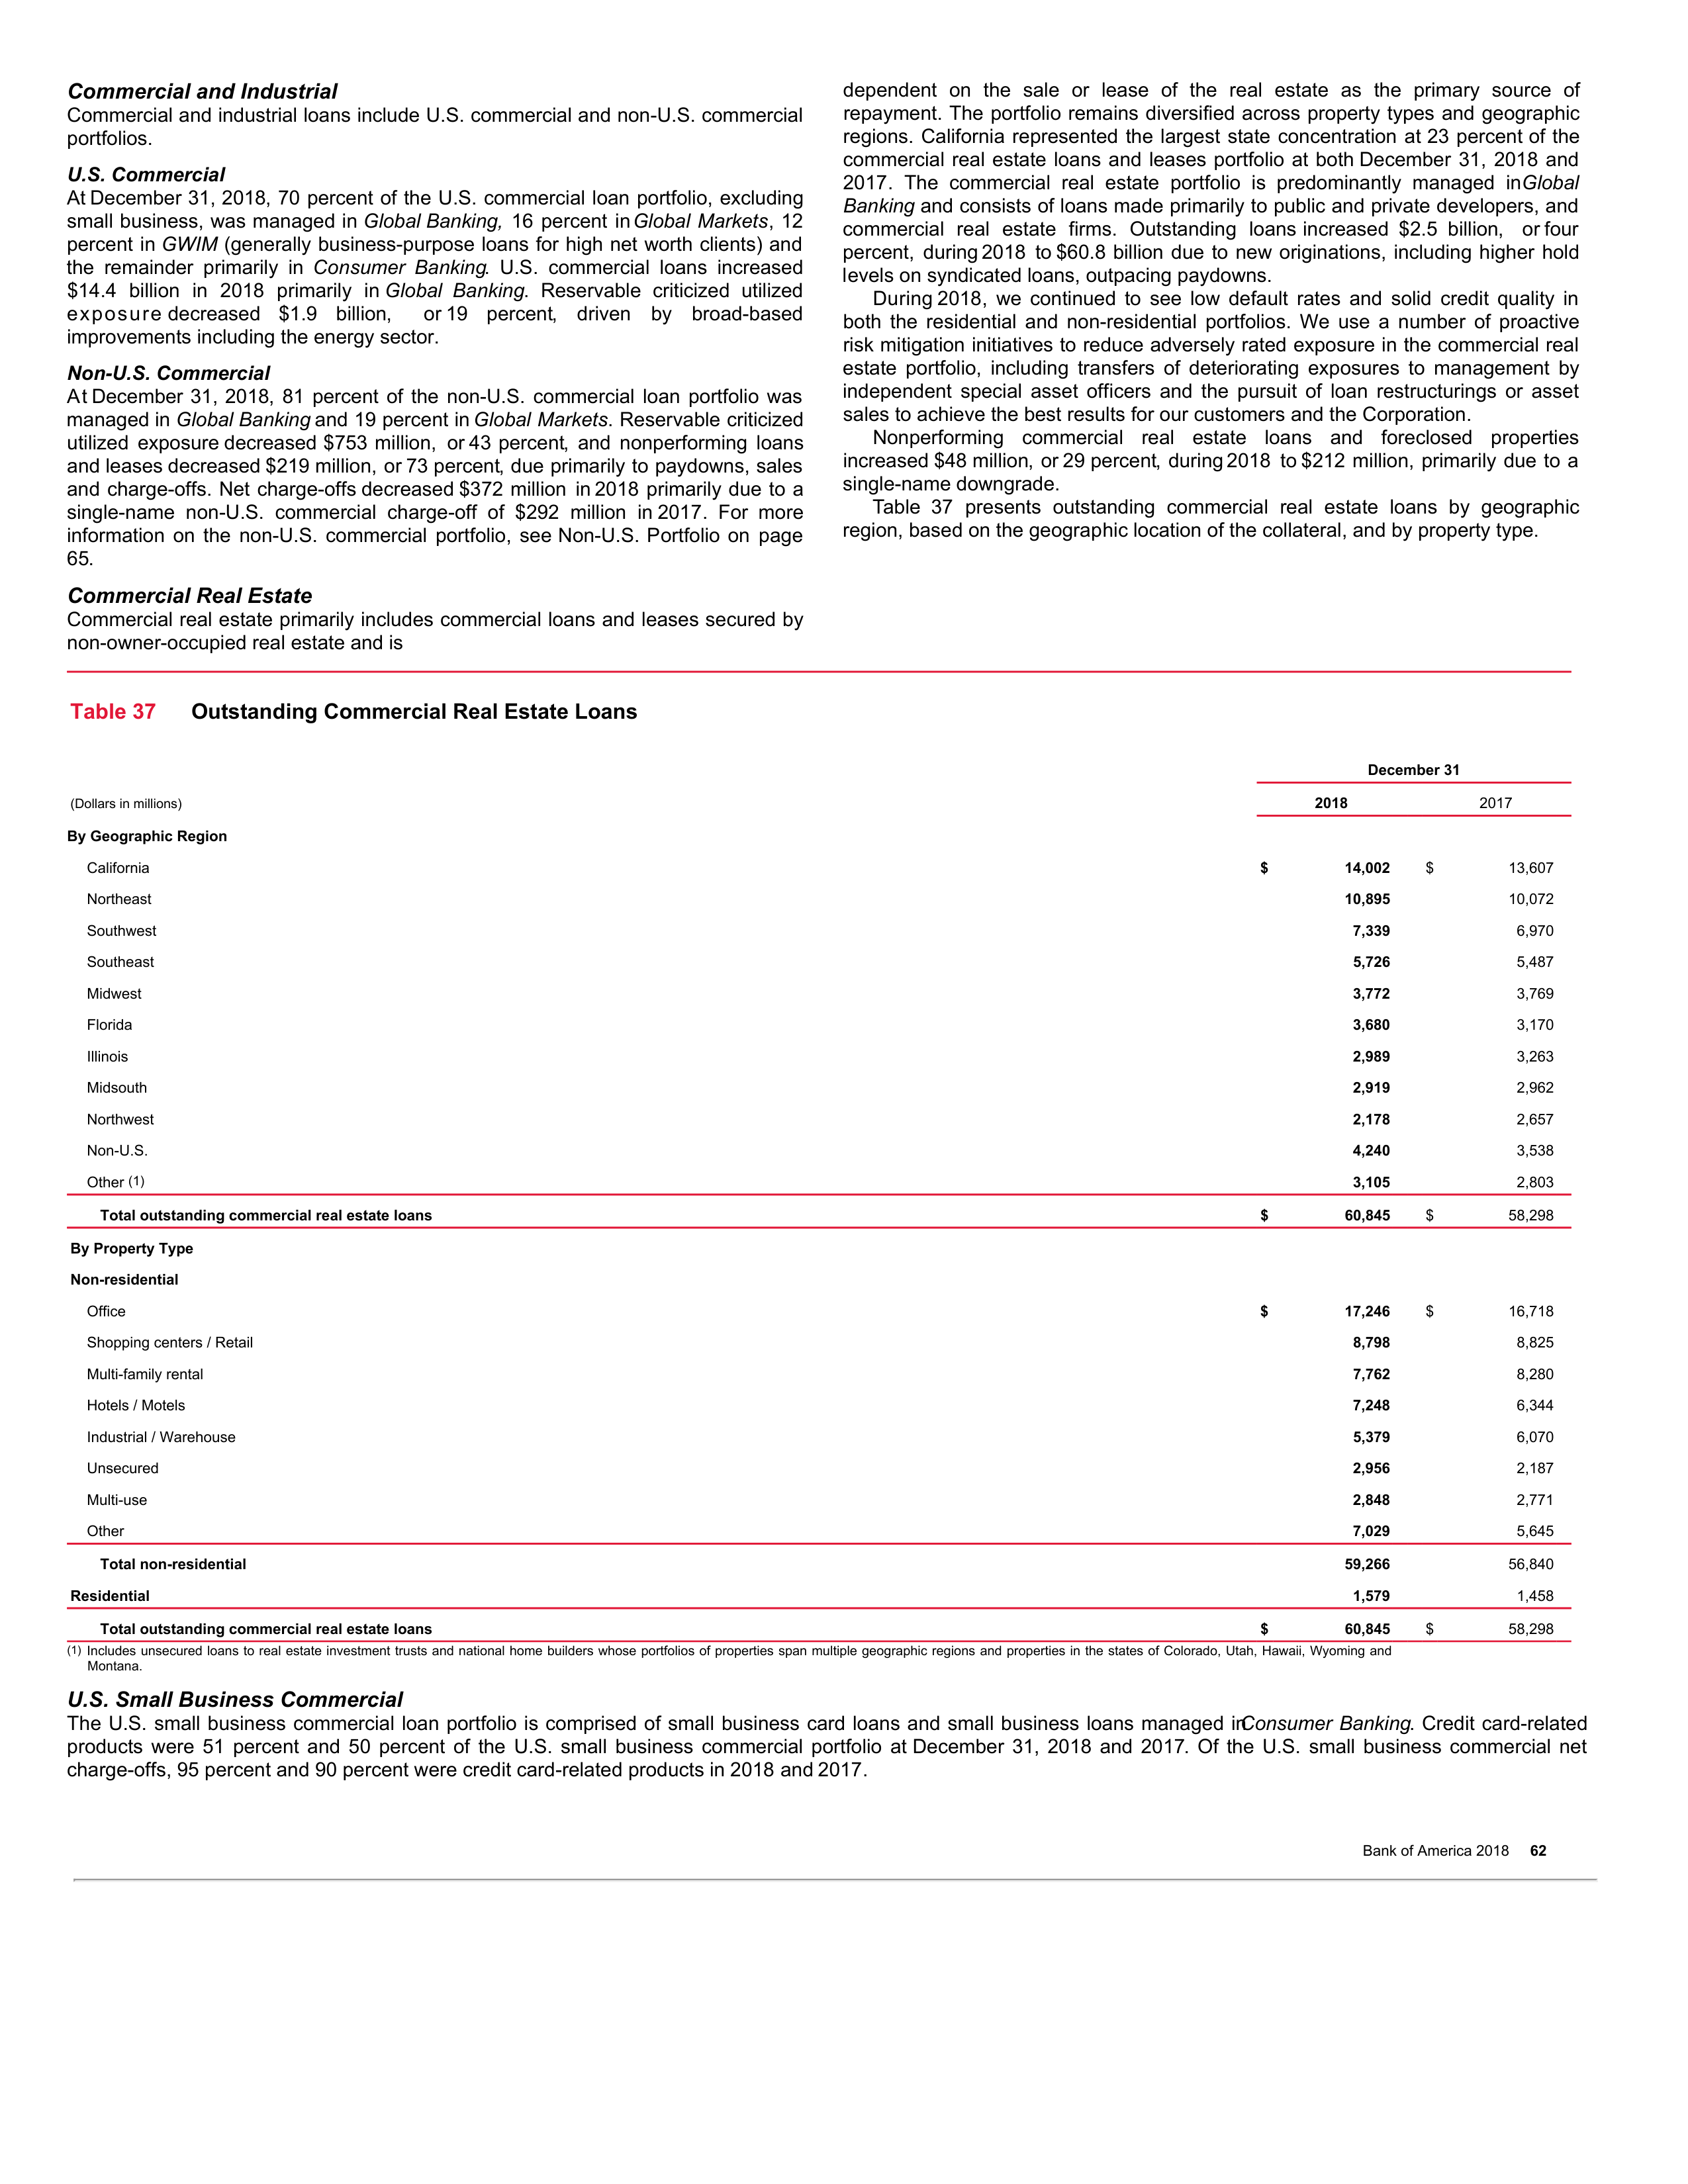 Commercial and Industrial
Commercial and industrial loans include U.S. commercial and non-U.S. commercial
portfolios.
U.S. Commercial
At December 31, 2018, 70 percent of the U.S. commercial loan portfolio, excluding
small business, was managed in Global Banking, 16 percent in Global Markets, 12
percent in GWIM (generally business-purpose loans for high net worth clients) and
the remainder primarily in Consumer Banking. U.S. commercial loans increased
$14.4 billion in 2018 primarily in Global Banking. Reservable criticized utilized
exposure decreased $1.9 billion, or 19 percent, driven by broad-based
improvements including the energy sector.
Non-U.S. Commercial
At December 31, 2018, 81 percent of the non-U.S. commercial loan portfolio was
managed in Global Banking and 19 percent in Global Markets. Reservable criticized
utilized exposure decreased $753 million, or 43 percent, and nonperforming loans
and leases decreased $219 million, or 73 percent, due primarily to paydowns, sales
and charge-offs. Net charge-offs decreased $372 million in 2018 primarily due to a
single-name non-U.S. commercial charge-off of $292 million in 2017. For more
information on the non-U.S. commercial portfolio, see Non-U.S. Portfolio on page
65.
Commercial Real Estate
Commercial real estate primarily includes commercial loans and leases secured by
non-owner-occupied real estate and is
dependent on the sale or lease of the real estate as the primary source of
repayment. The portfolio remains diversified across property types and geographic
regions. California represented the largest state concentration at 23 percent of the
commercial real estate loans and leases portfolio at both December 31, 2018 and
2017. The commercial real estate portfolio is predominantly managed in Global
Banking and consists of loans made primarily to public and private developers, and
commercial real estate firms. Outstanding loans increased $2.5 billion, or four
percent, during 2018 to $60.8 billion due to new originations, including higher hold
levels on syndicated loans, outpacing paydowns.
During 2018, we continued to see low default rates and solid credit quality in
both the residential and non-residential portfolios. We use a number of proactive
risk mitigation initiatives to reduce adversely rated exposure in the commercial real
estate portfolio, including transfers of deteriorating exposures to management by
independent special asset officers and the pursuit of loan restructurings or asset
sales to achieve the best results for our customers and the Corporation.
Nonperforming commercial real estate loans and foreclosed properties
increased $48 million, or 29 percent, during 2018 to $212 million, primarily due to a
single-name downgrade.
Table 37 presents outstanding commercial real estate loans by geographic
region, based on the geographic location of the collateral, and by property type.
Table 37 Outstanding Commercial Real Estate Loans
December 31
(Dollars in millions) 2018 2017
By Geographic Region
California $ 14,002 $ 13,607
Northeast 10,895 10,072
Southwest 7,339 6,970
Southeast 5,726 5,487
Midwest 3,772 3,769
Florida 3,680 3,170
Illinois 2,989 3,263
Midsouth 2,919 2,962
Northwest 2,178 2,657
Non-U.S. 4,240 3,538
Other (1) 3,105 2,803
Total outstanding commercial real estate loans $ 60,845 $ 58,298
By Property Type
Non-residential
Office $ 17,246 $ 16,718
Shopping centers / Retail 8,798 8,825
Multi-family rental 7,762 8,280
Hotels / Motels 7,248 6,344
Industrial / Warehouse 5,379 6,070
Unsecured 2,956 2,187
Multi-use 2,848 2,771
Other 7,029 5,645
Total non-residential 59,266 56,840
Residential 1,579 1,458
Total outstanding commercial real estate loans $ 60,845 $ 58,298
(1) Includes unsecured loans to real estate investment trusts and national home builders whose portfolios of properties span multiple geographic regions and properties in the states of Colorado, Utah, Hawaii, Wyoming and
Montana.
U.S. Small Business Commercial
The U.S. small business commercial loan portfolio is comprised of small business card loans and small business loans managed in Consumer Banking. Credit card-related
products were 51 percent and 50 percent of the U.S. small business commercial portfolio at December 31, 2018 and 2017. Of the U.S. small business commercial net
charge-offs, 95 percent and 90 percent were credit card-related products in 2018 and 2017.
Bank of America 2018 62